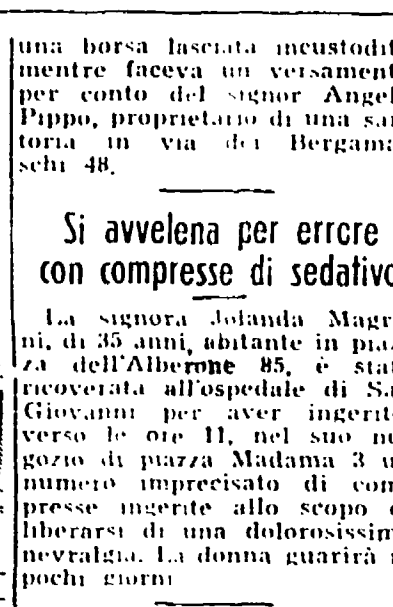 una borsa lasciata incustodit
mentre faceva un versament
per conto del signor Angel
Pippo, proprietario di una sar
toria in via dei Bergama
schi 48.
Si avvelena per errore
con compresse di sedativo
La signora Jolanda Magr
ni, di 35 anni, abitante in piaz
za dell'Alberone 85, è stat
ricoverata all'ospedale di Sa
Giovanni per aver ingerit
verso le ore 11, nel suo ne
gozio di piazza Madama 3 u
numero imprecisato di com
presse ingerite allo scopo d
liberarsi di una dolorosissim
nevralgia. La donna guarirà i
pochi giorni